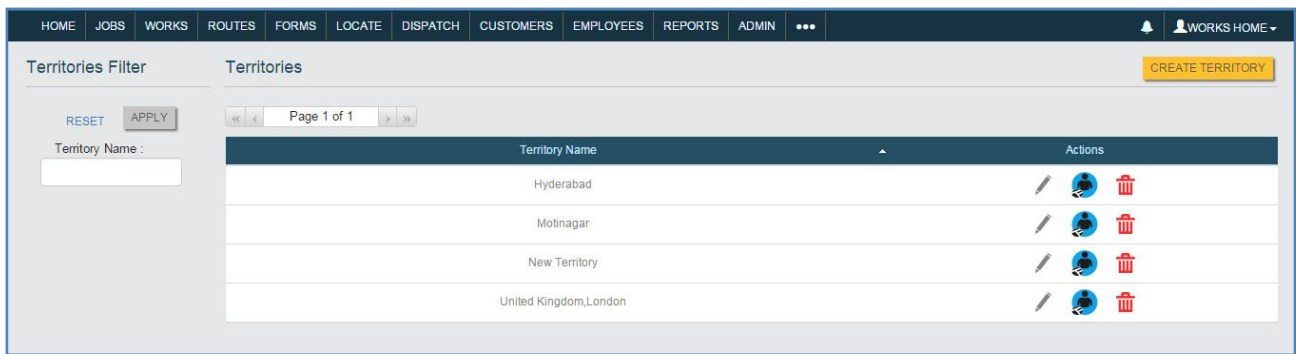 HOME JOBS WORKS ROUTES FORMS LOCATE DISPATCH CUSTOMERS EMPLOYEES REPORTS ADMIN ••• WORKS HOME
Territories Filter
Territories
CREATE TERRITORY
RESET APPLY
Territory Name :
« ‹ Page 1 of 1 › »
Territory Name Actions
Hyderabad
Motinagar
New Territory
United Kingdom,London